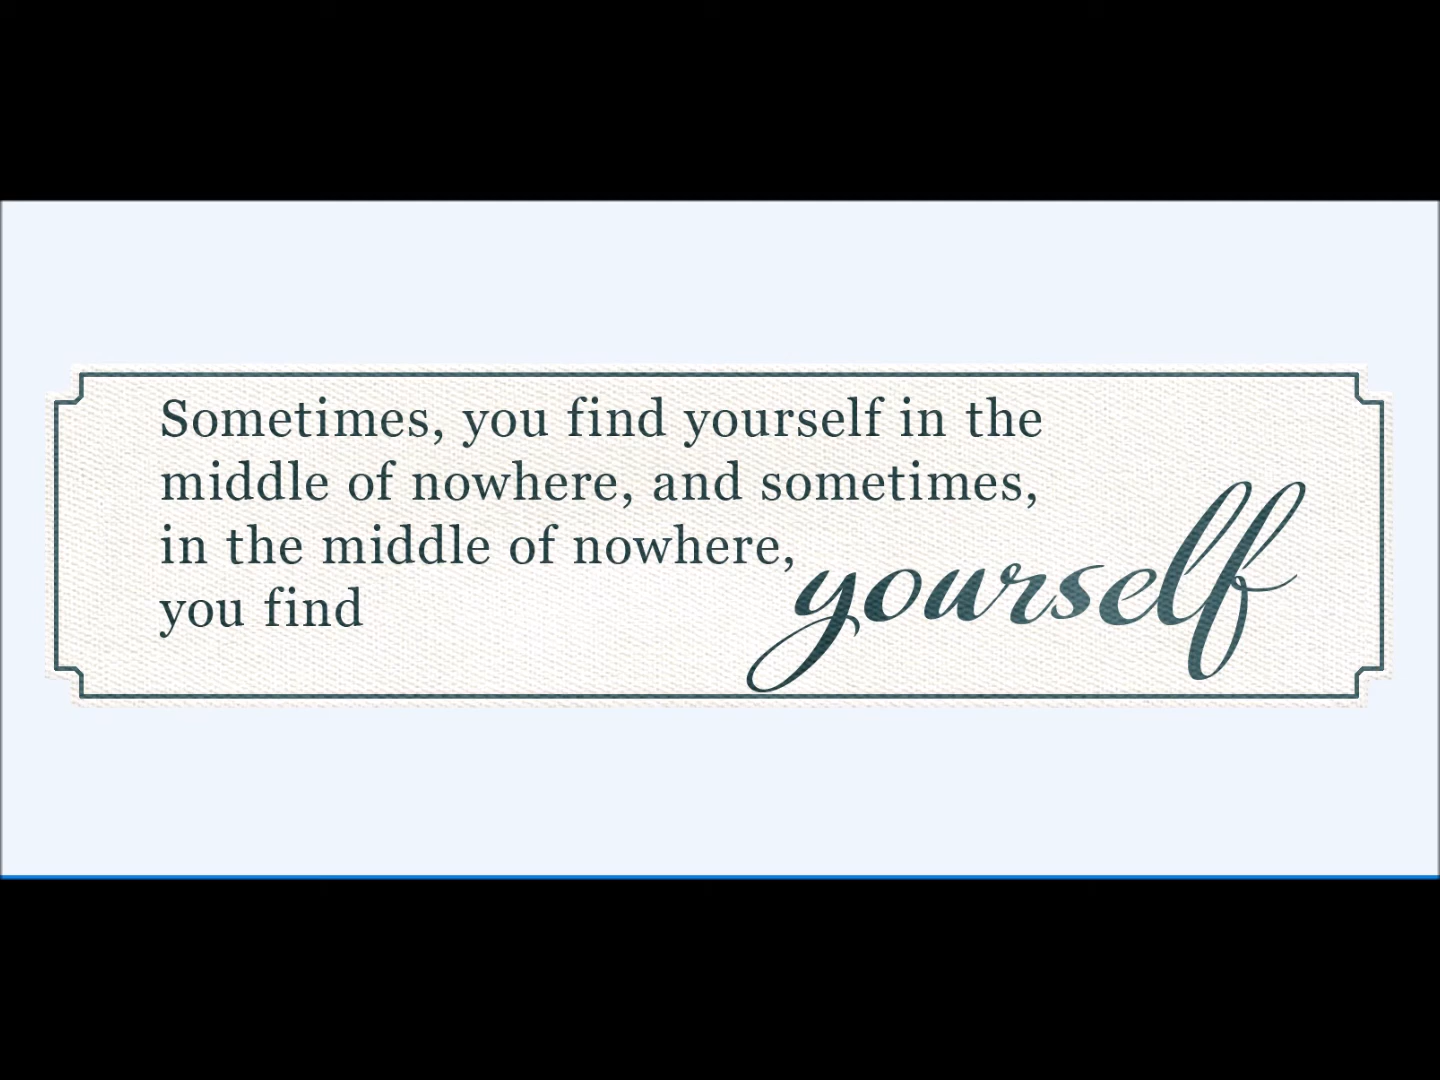 Sometimes, you find yourself in the
middle of nowhere, and sometimes,
in the middle of nowhere,
you find
yourself